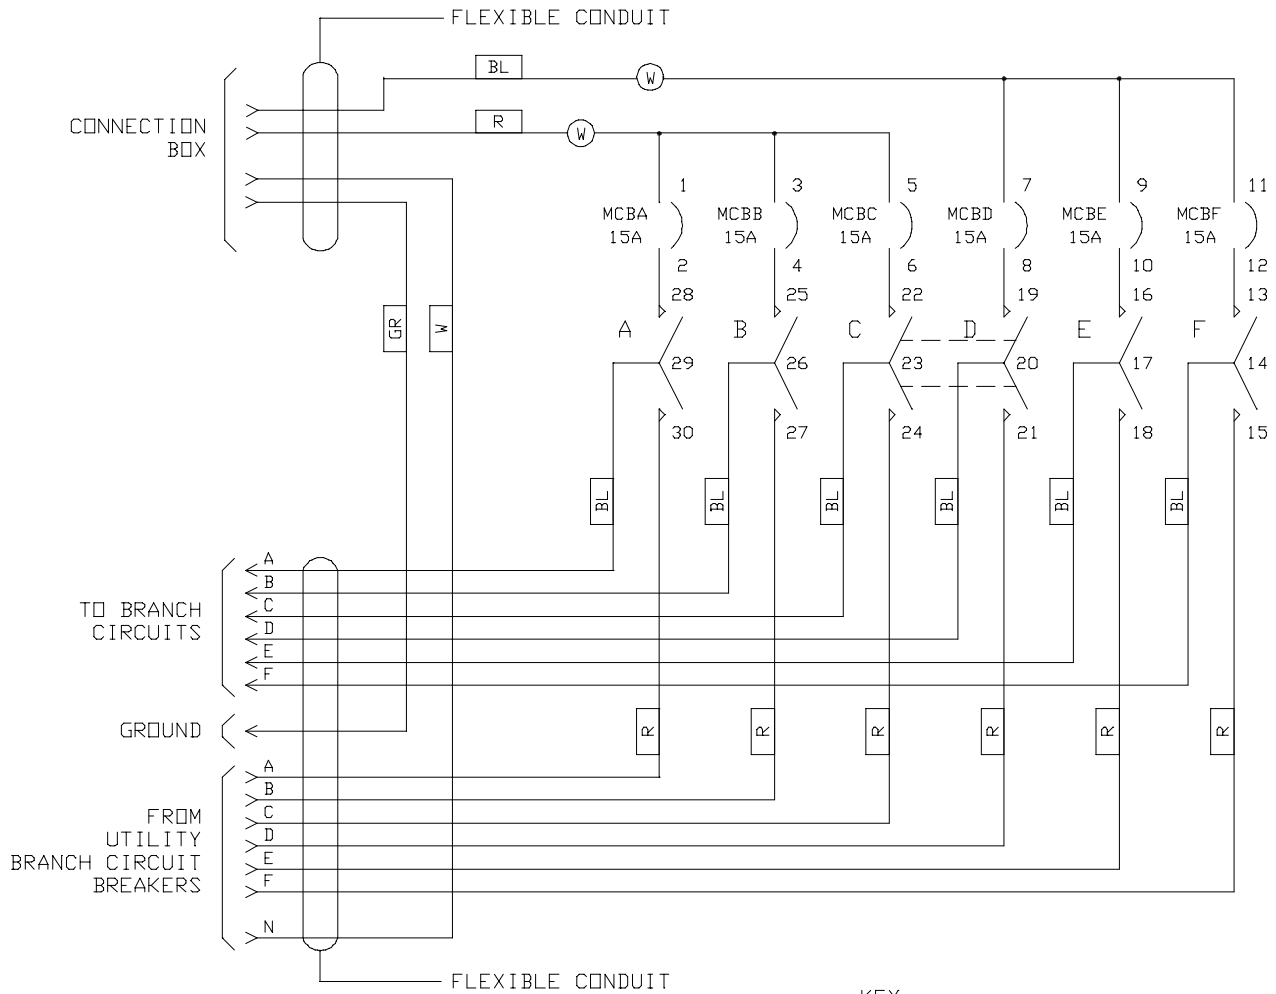 FLEXIBLE CONDUIT
BL
W
CONNECTION
BOX
R
W
1 3 5 7 9 11
MCBA MCBB MCBC MCBD MCBE MCBF
15A 15A 15A 15A 15A 15A
2 4 6 8 10 12
28 25 22 19 16 13
A B C D E F
29 26 23 20 17 14
30 27 24 21 18 15
GR
W
BL BL BL BL BL BL
A
B
C
D
E
F
TO BRANCH
CIRCUITS
GROUND
R R R R R R
A
B
C
D
E
F
N
FROM
UTILITY
BRANCH CIRCUIT
BREAKERS
FLEXIBLE CONDUIT
KEY